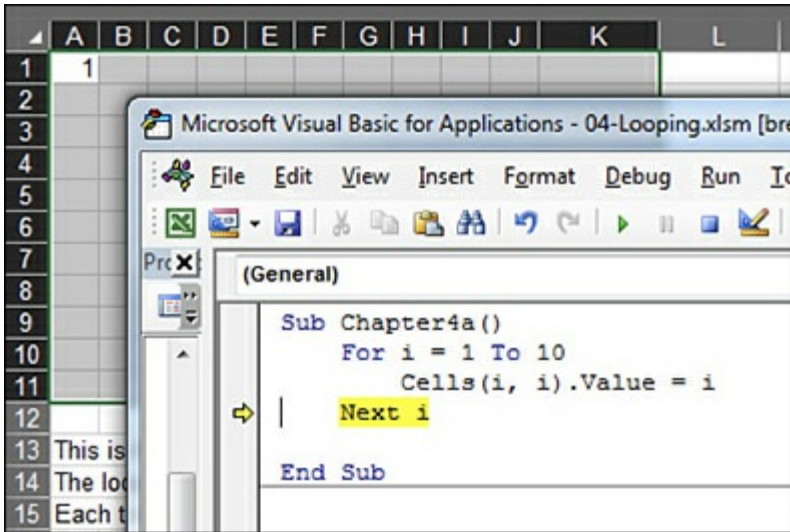 A B C D E F G H I J K L
1 1
2
3
4
5
6
7
8
9
10
11
12
13 This is
14 The
15 Each
Microsoft Visual Basic for Applications - 04-Looping.xlsm
File Edit View Insert Format Debug Run
(General)
Sub Chapter4a()
For i = 1 To 10
Cells(i, i).Value = i
Next i
End Sub